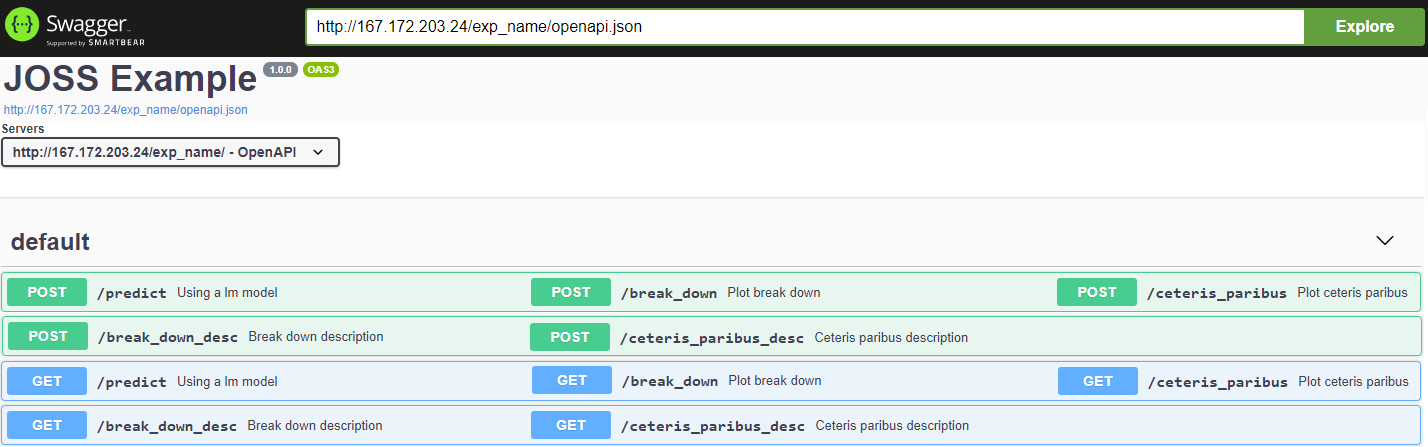 {···} Swagger. Supported by SMARTBEAR http://167.172.203.24/exp_name/openapi.json Explore
JOSS Example 1.0.0 OAS3
http://167.172.203.24/exp_name/openapi.json
Servers
http://167.172.203.24/exp_name/ - OpenAPI
default
POST /predict Using a lm model POST /break_down Plot break down POST /ceteris_paribus Plot ceteris paribus
POST /break_down_desc Break down description POST /ceteris_paribus_desc Ceteris paribus description
GET /predict Using a lm model GET /break_down Plot break down GET /ceteris_paribus Plot ceteris paribus
GET /break_down_desc Break down description GET /ceteris_paribus_desc Ceteris paribus description